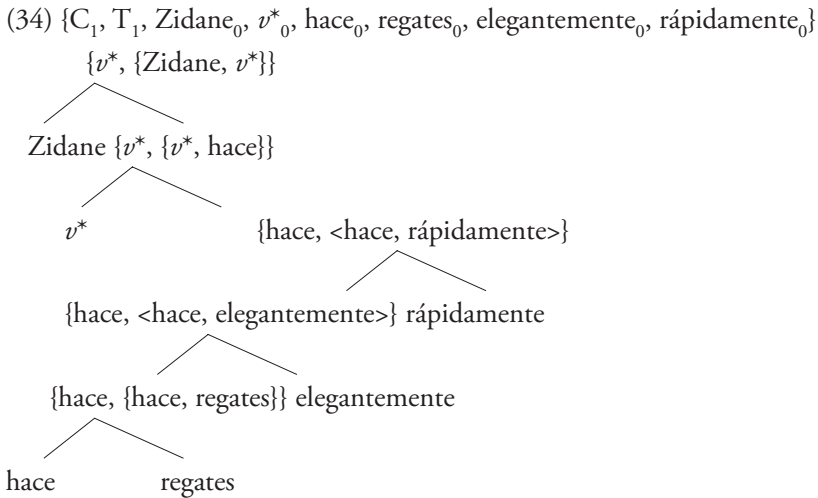 (34) {C₁, T₁, Zidane₀, v*₀, hace₀, regates₀, elegantemente₀, rápidamente₀}
{v*, {Zidane, v*}}
Zidane {v*, {v*, hace}}
v* {hace, <hace, rápidamente>}
{hace, <hace, elegantemente>} rápidamente
{hace, {hace, regates}} elegantemente
hace regates